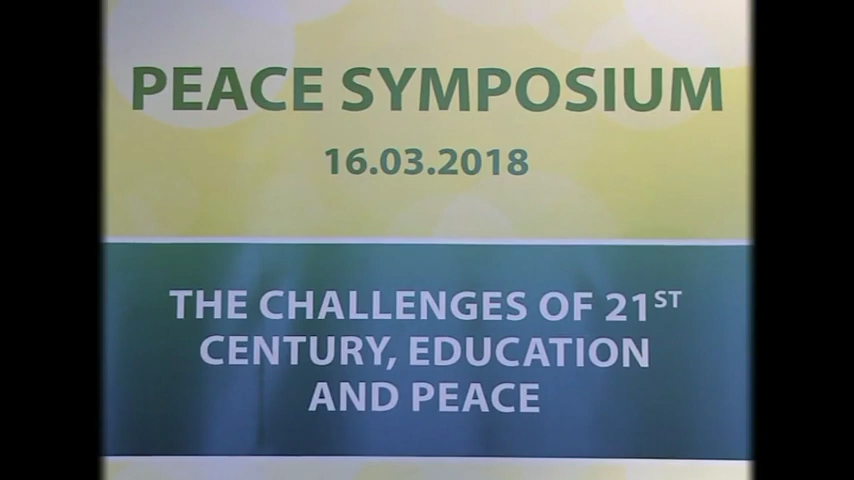 PEACE SYMPOSIUM
16.03.2018
THE CHALLENGES OF 21ST
CENTURY, EDUCATION
AND PEACE